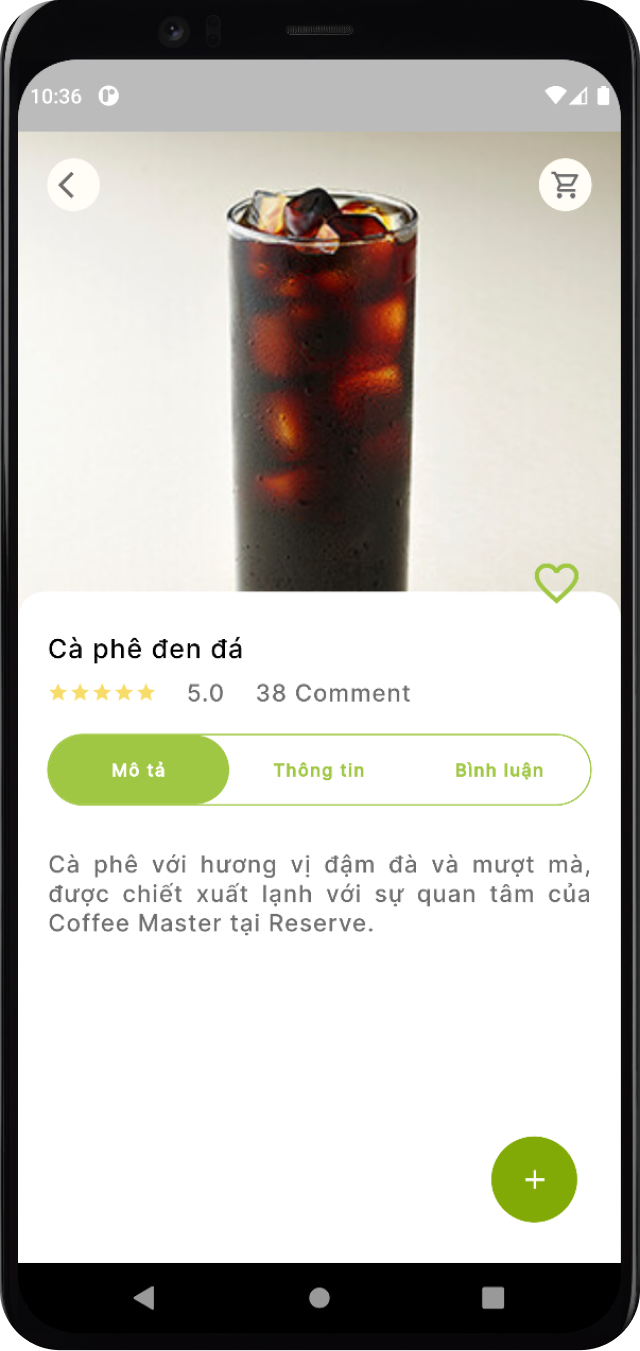 10:36
Cà phê đen đá
5.0 38 Comment
Mô tả Thông tin Bình luận
Cà phê với hương vị đậm đà và mượt mà,
được chiết xuất lạnh với sự quan tâm của
Coffee Master tại Reserve.